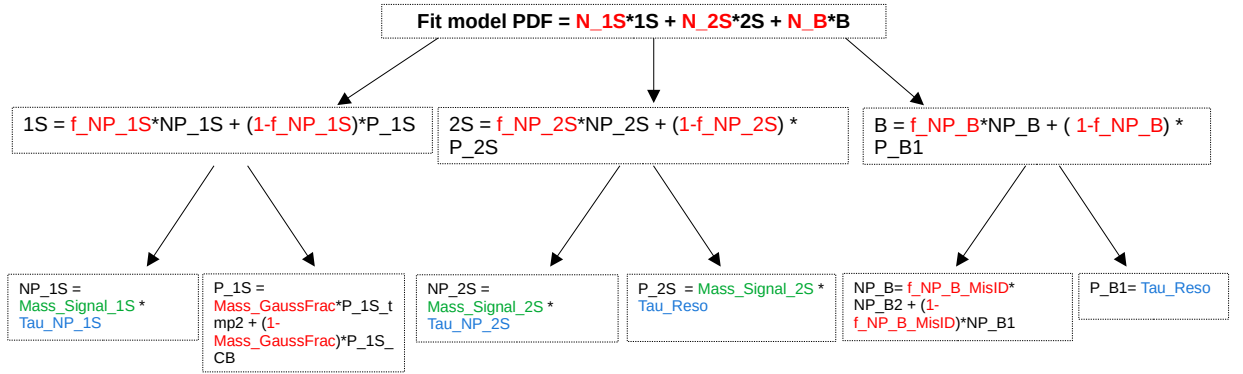 Fit model PDF = N_1S*1S + N_2S*2S + N_B*B
1S = f_NP_1S*NP_1S + (1-f_NP_1S)*P_1S
2S = f_NP_2S*NP_2S + (1-f_NP_2S) *
P_2S
B = f_NP_B*NP_B + ( 1-f_NP_B) *
P_B1
NP_1S =
Mass_Signal_1S *
Tau_NP_1S
P_1S =
Mass_GaussFrac*P_1S_t
mp2 + (1-
Mass_GaussFrac)*P_1S_
CB
NP_2S =
Mass_Signal_2S *
Tau_NP_2S
P_2S = Mass_Signal_2S *
Tau_Reso
NP_B= f_NP_B_MisID*
NP_B2 + (1-
f_NP_B_MisID)*NP_B1
P_B1= Tau_Reso